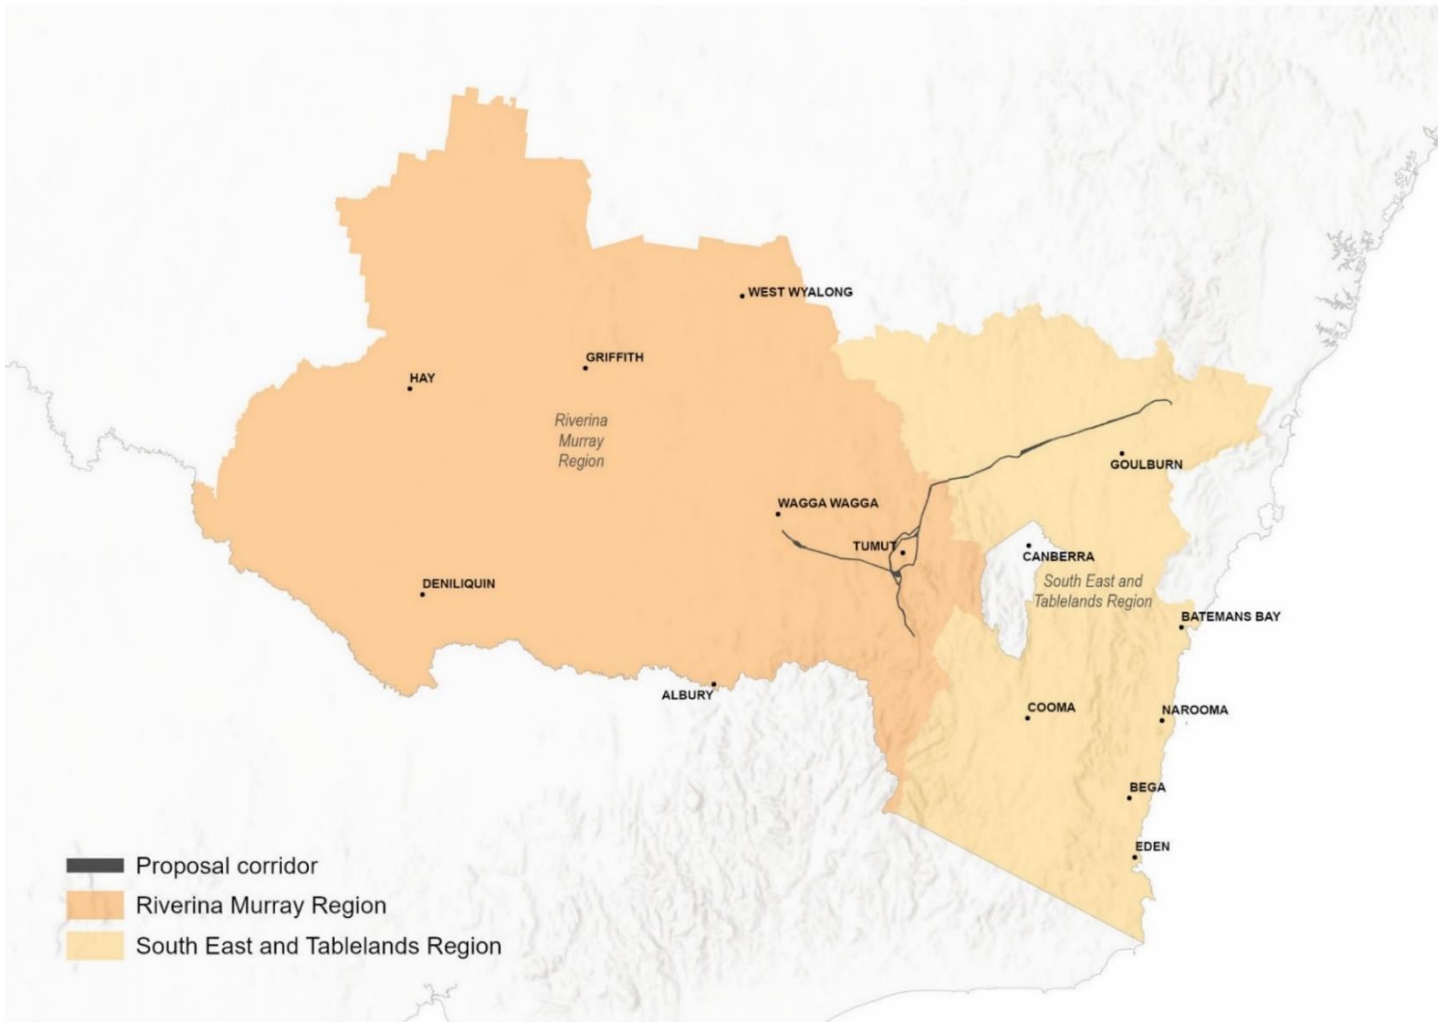 WEST WYALONG
GRIFFITH
HAY
Riverina
Murray
Region
GOULBURN
WAGGA WAGGA
TUMUT
CANBERRA
South East and
Tablelands Region
DENILIQUIN
BATEMANS BAY
ALBURY
COOMA
NAROOMA
BEGA
EDEN
Proposal corridor
Riverina Murray Region
South East and Tablelands Region